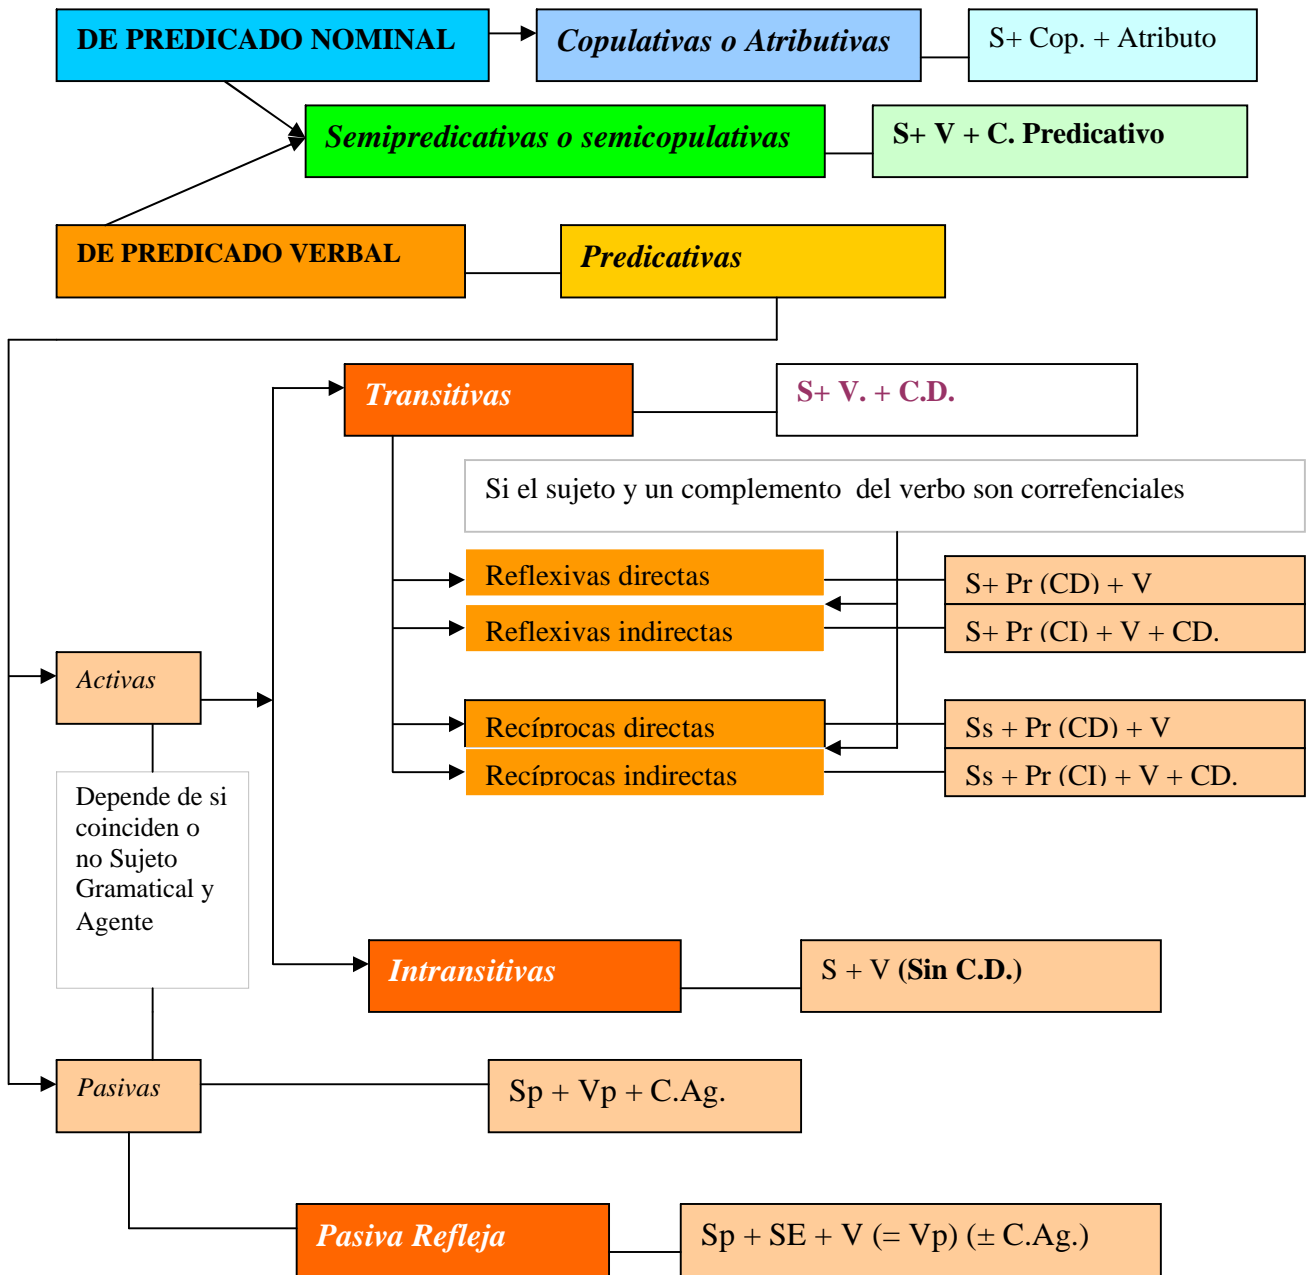 DE PREDICADO NOMINAL
Copulativas o Atributivas
S+ Cop. + Atributo
Semipredicativas o semicopulativas
S+ V + C. Predicativo
DE PREDICADO VERBAL
Predicativas
Transitivas
S+ V. + C.D.
Si el sujeto y un complemento del verbo son correfenciales
Reflexivas directas
S+ Pr (CD) + V
Reflexivas indirectas
S+ Pr (CI) + V + CD.
Activas
Recíprocas directas
Ss + Pr (CD) + V
Recíprocas indirectas
Ss + Pr (CI) + V + CD.
Depende de si
coinciden o
no Sujeto
Gramatical y
Agente
Intransitivas
S + V (Sin C.D.)
Pasivas
Sp + Vp + C.Ag.
Pasiva Refleja
Sp + SE + V (= Vp) (± C.Ag.)